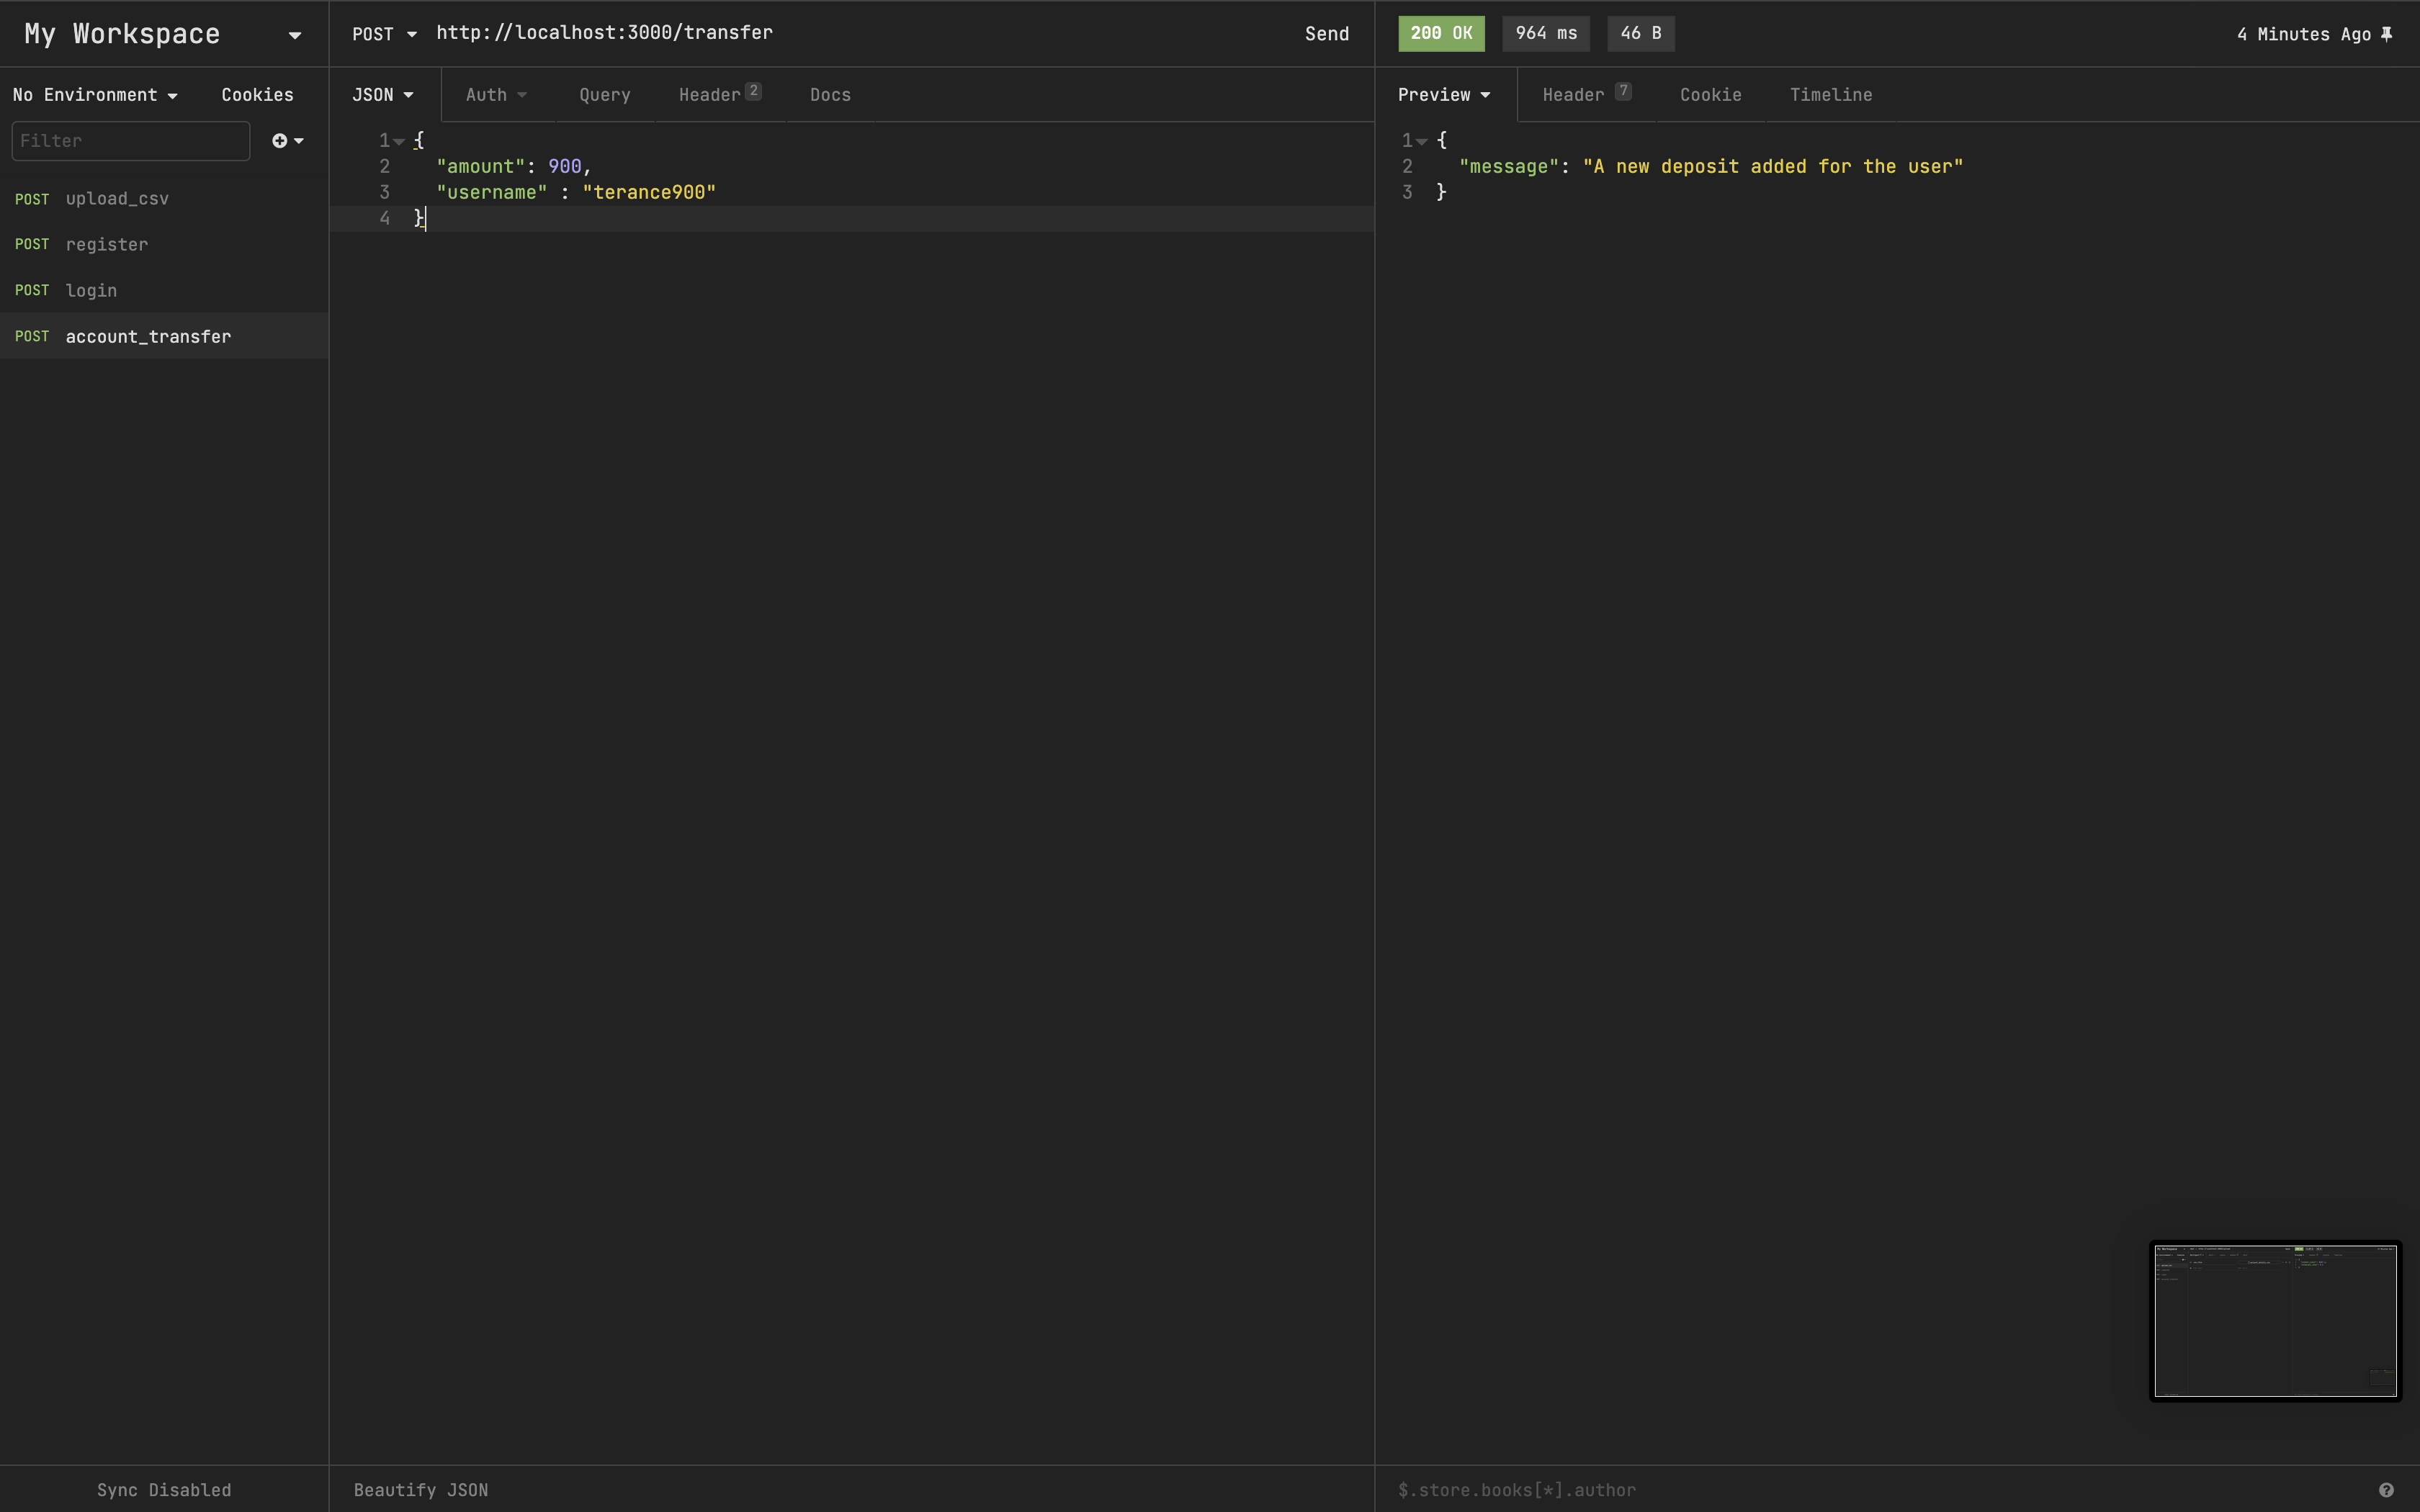 My Workspace
No Environment
Cookies
Filter
POST upload_csv
POST register
POST login
POST account_transfer
Sync Disabled
POST http://localhost:3000/transfer Send
JSON Auth Query Header 2 Docs
1 {
2 "amount": 900,
3 "username" : "terance900"
4 }
Beautify JSON
200 OK 964 ms 46 B 4 Minutes Ago
Preview Header 7 Cookie Timeline
1 {
2 "message": "A new deposit added for the user"
3 }
$.store.books[*].author
?